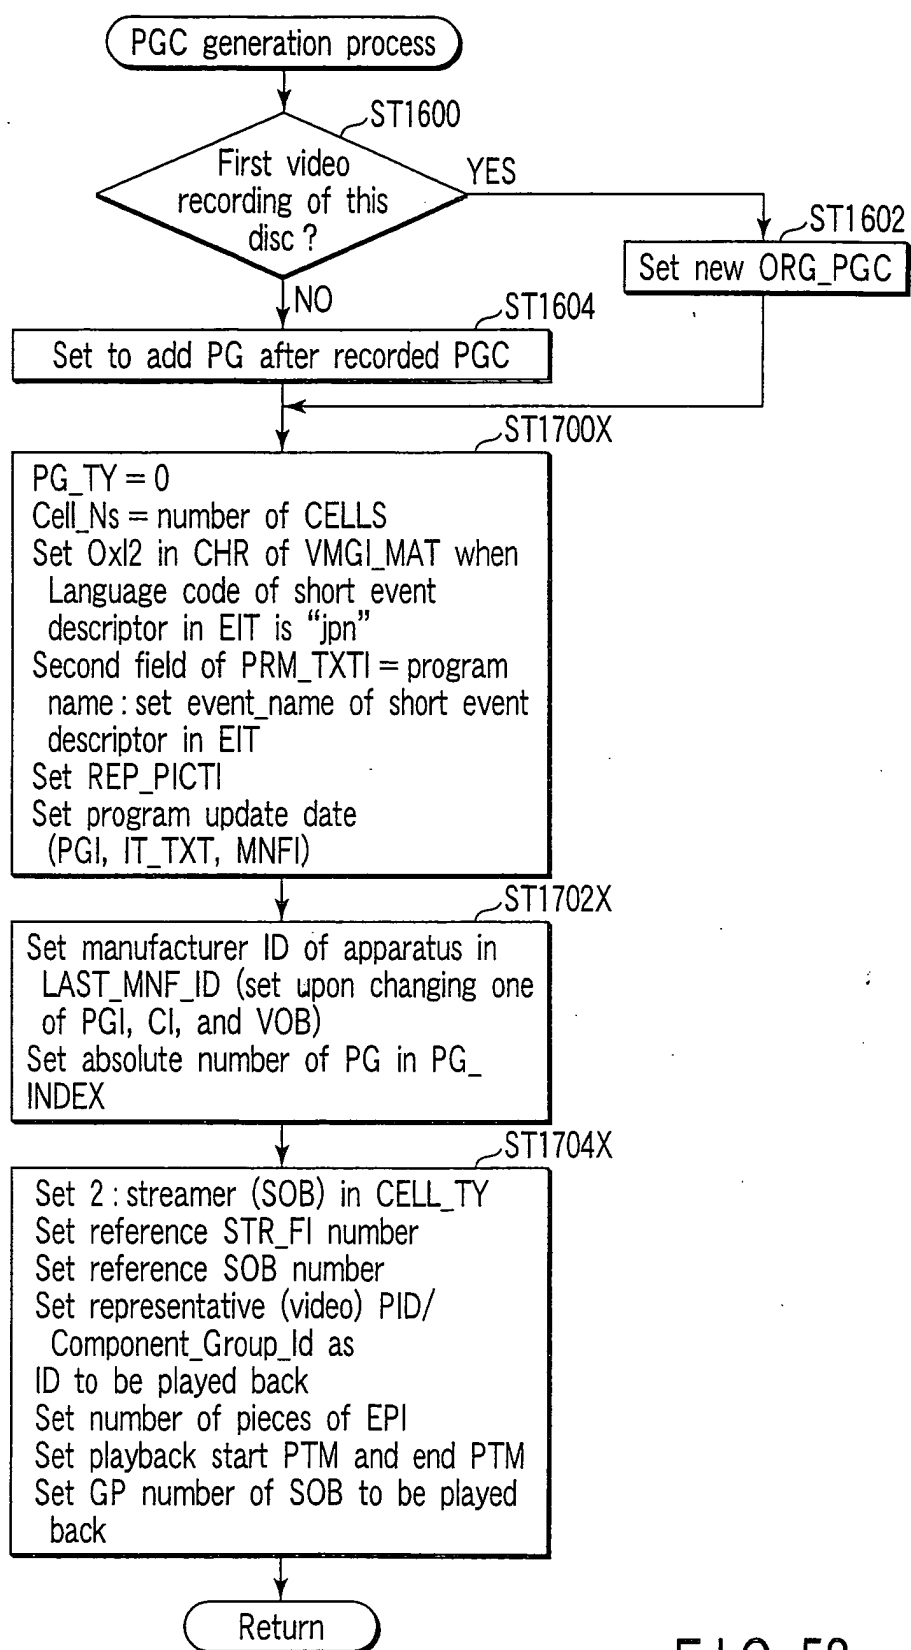 PGC generation process
ST1600
First video
recording of this
disc ?
YES
ST1602
Set new ORG_PGC
NO
ST1604
Set to add PG after recorded PGC
ST1700X
PG_TY = 0
Cell_Ns = number of CELLS
Set OxI2 in CHR of VMGI_MAT when
Language code of short event
descriptor in EIT is “jpn”
Second field of PRM_TXTI = program
name : set event_name of short event
descriptor in EIT
Set REP_PICTI
Set program update date
(PGI, IT_TXT, MNFI)
ST1702X
Set manufacturer ID of apparatus in
LAST_MNF_ID (set upon changing one
of PGI, CI, and VOB)
Set absolute number of PG in PG_
INDEX
ST1704X
Set 2 : streamer (SOB) in CELL_TY
Set reference STR_FI number
Set reference SOB number
Set representative (video) PID/
Component_Group_Id as
ID to be played back
Set number of pieces of EPI
Set playback start PTM and end PTM
Set GP number of SOB to be played
back
Return